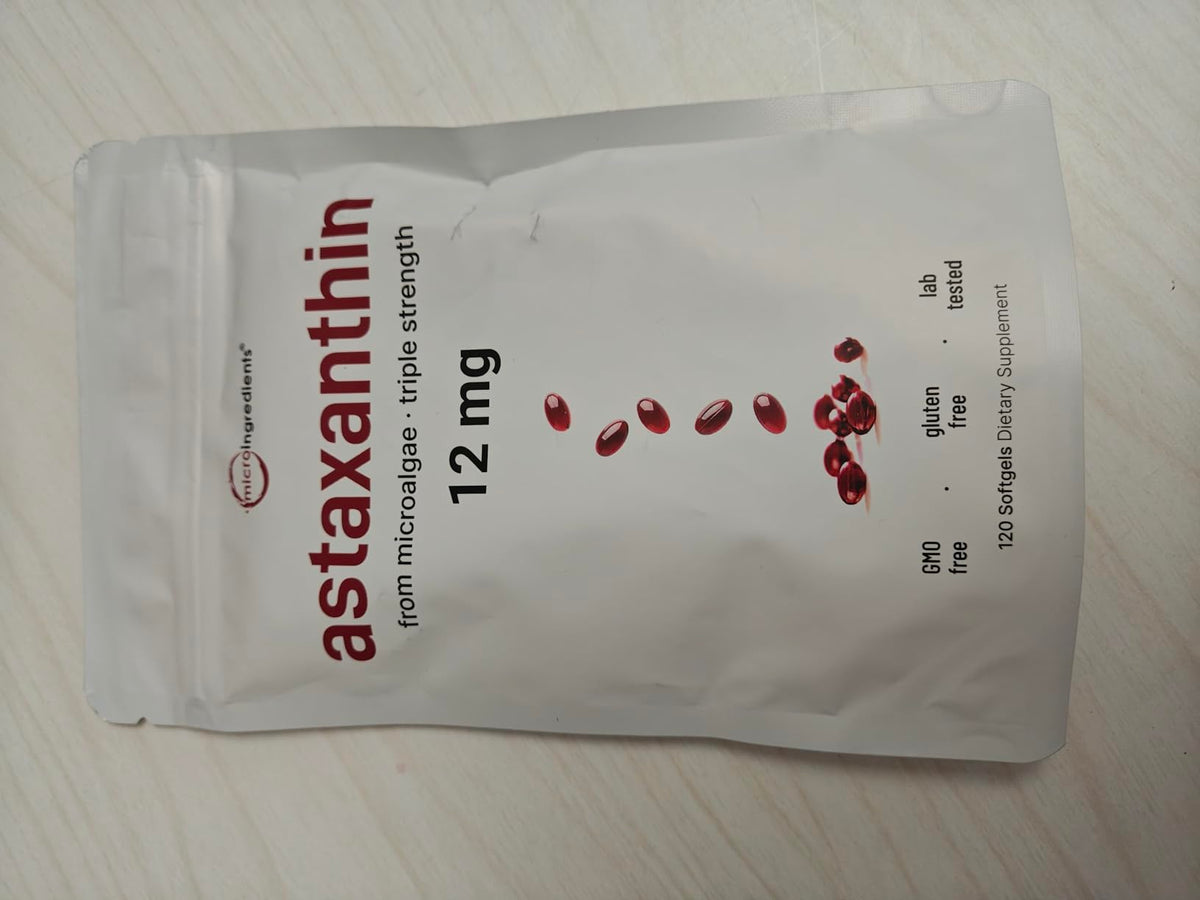 microingredients®
astaxanthin
from microalgae · triple strength
12 mg
GMO free · gluten free · lab tested
120 Softgels Dietary Supplement